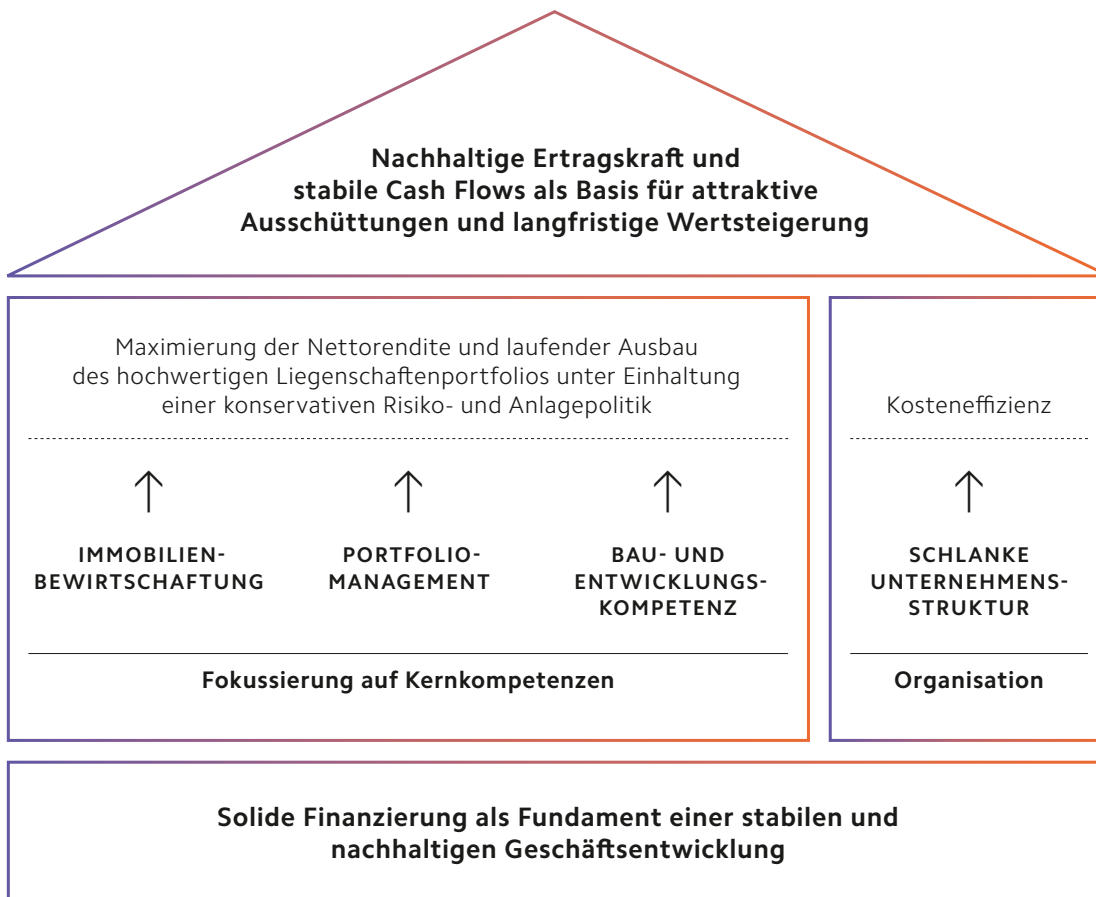 Nachhaltige Ertragskraft und
stabile Cash Flows als Basis für attraktive
Ausschüttungen und langfristige Wertsteigerung
Maximierung der Nettorendite und laufender Ausbau
des hochwertigen Liegenschaftenportfolios unter Einhaltung
einer konservativen Risiko- und Anlagepolitik
IMMOBILIEN-
BEWIRTSCHAFTUNG
PORTFOLIO-
MANAGEMENT
BAU- UND
ENTWICKLUNGS-
KOMPETENZ
Fokussierung auf Kernkompetenzen
Kosteneffizienz
SCHLANKE
UNTERNEHMENS-
STRUKTUR
Organisation
Solide Finanzierung als Fundament einer stabilen und
nachhaltigen Geschäftsentwicklung